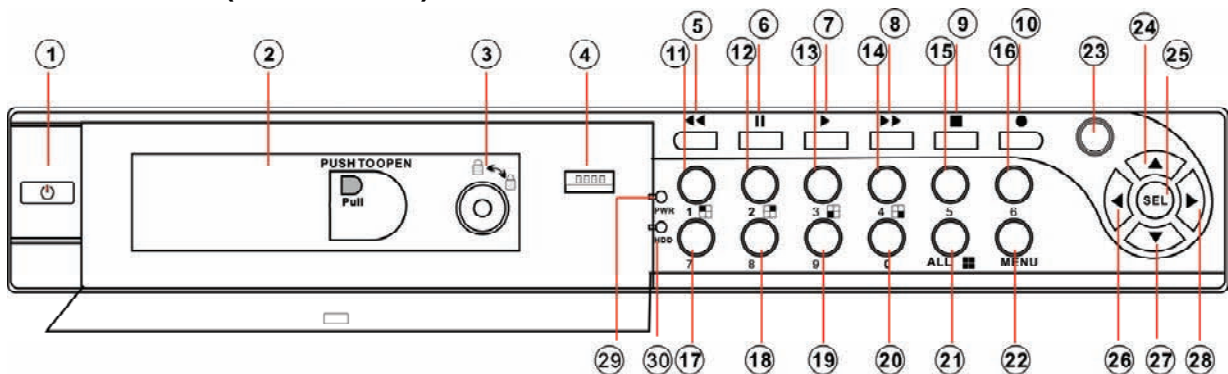 5 6 7 8 9 10
1 2 3 4 11 12 13 14 15 16 23 24
25
PUSH TO OPEN
Pull
SEL
PWR 1 2 3 4 5 6
HDD
7 8 9 0 ALL MENU
29 30 17 18 19 20 21 22 26 27 28